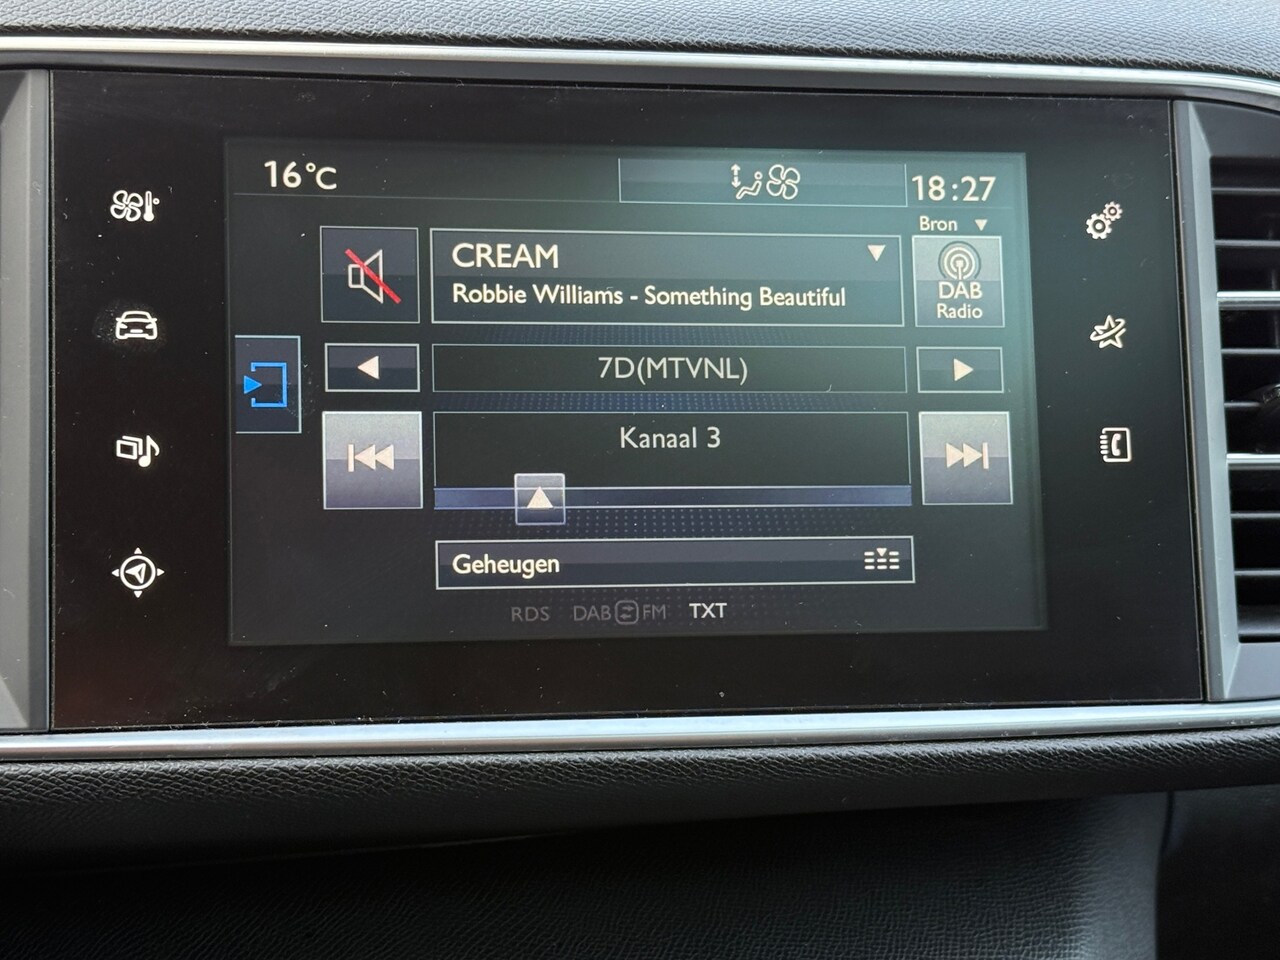 16°C
18:27
Bron
CREAM
Robbie Williams - Something Beautiful
DAB
Radio
7D(MTVNL)
Kanaal 3
Geheugen
RDS DAB FM TXT